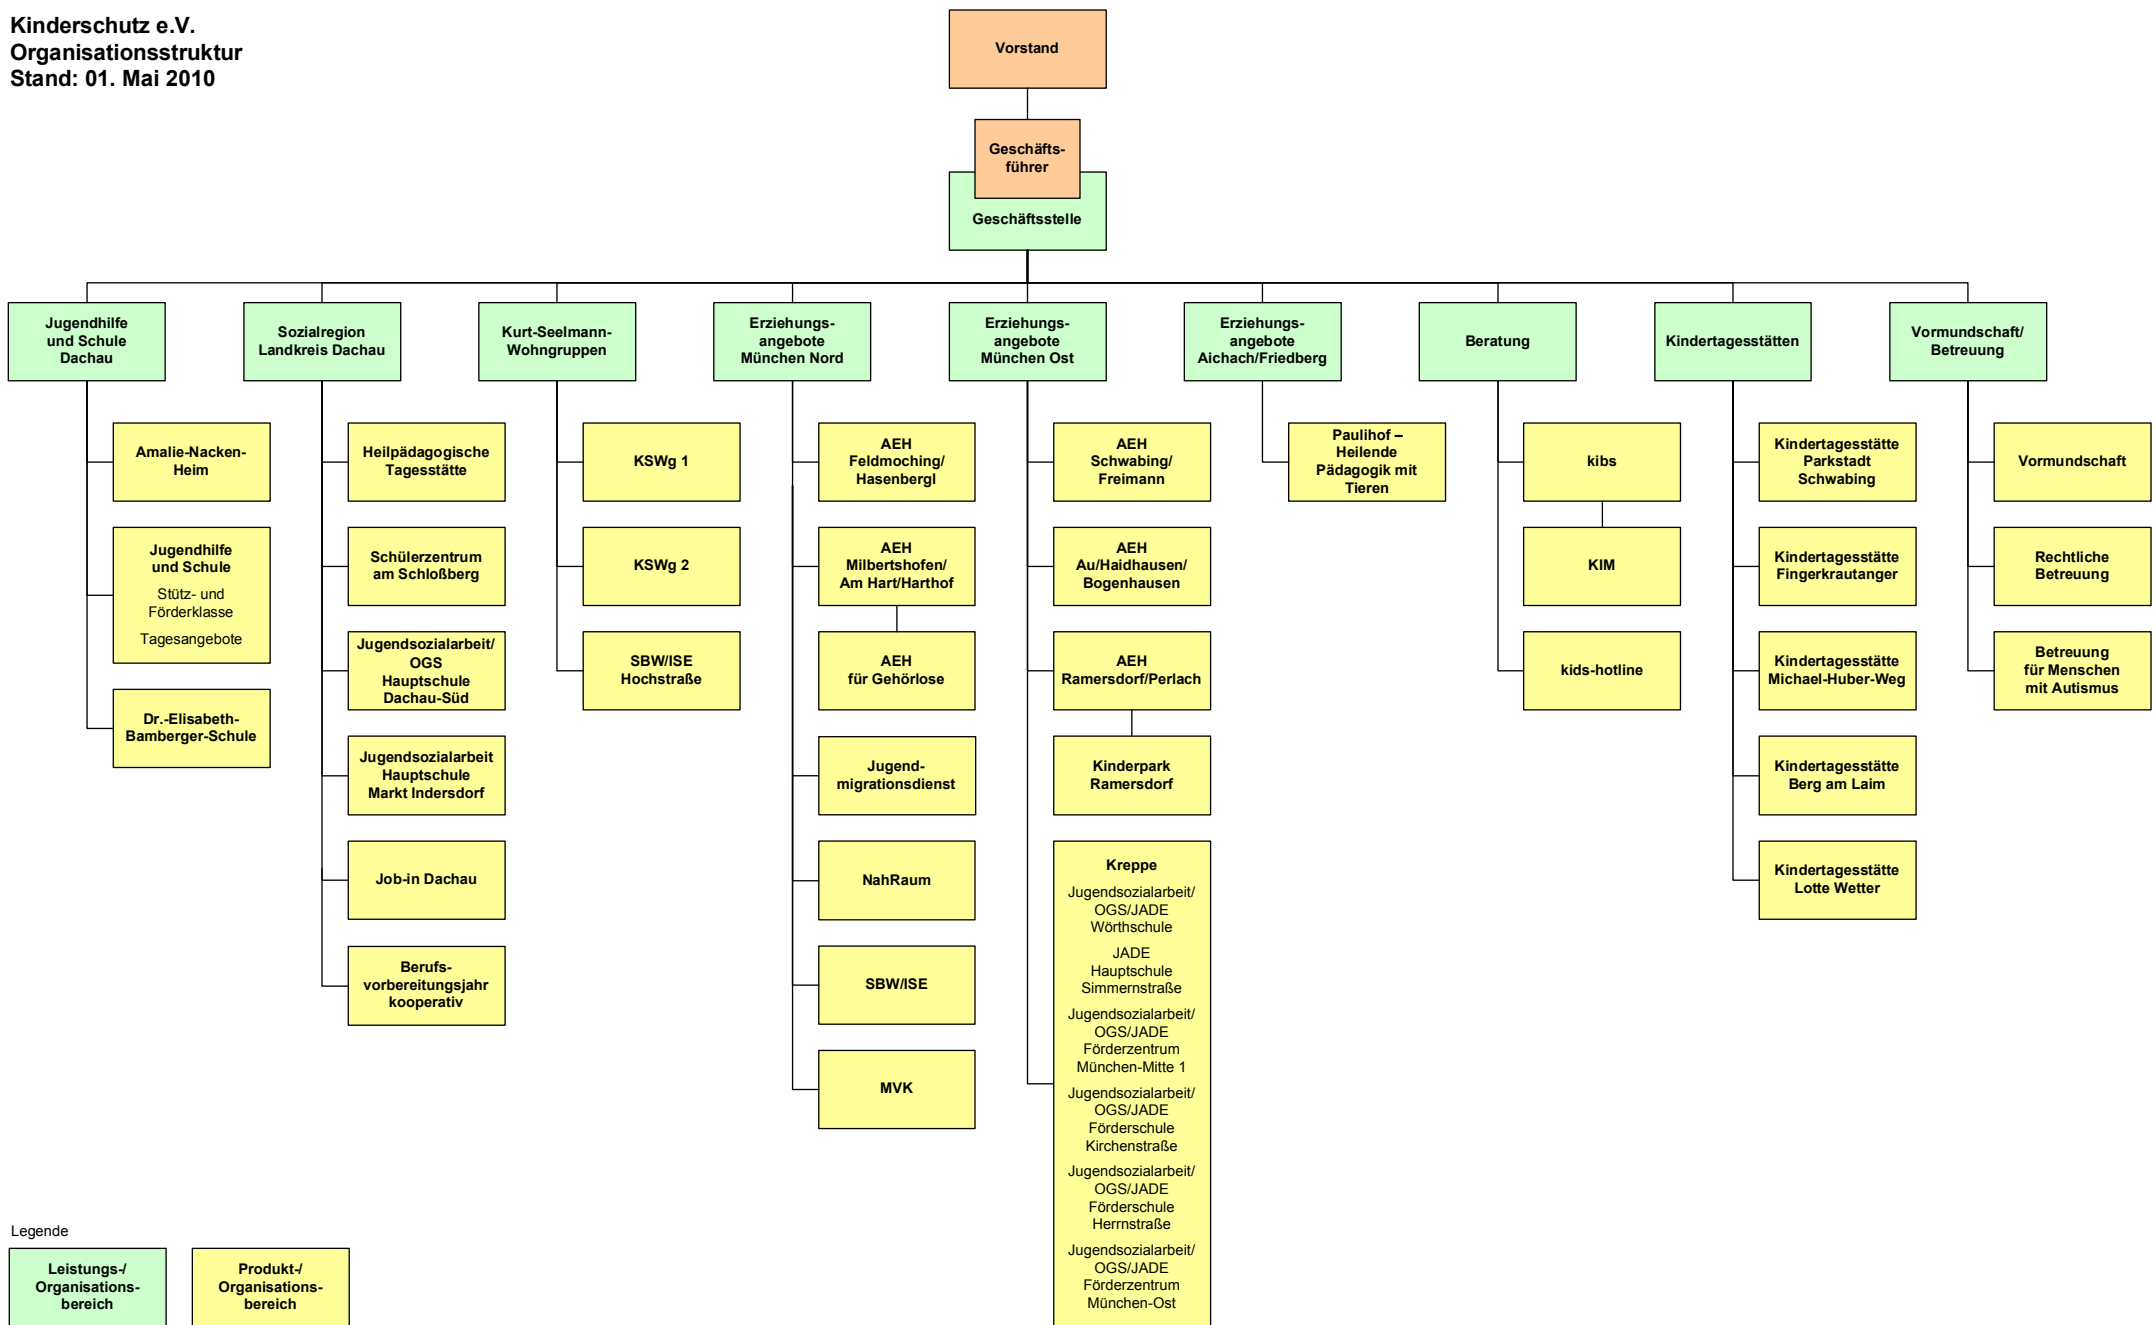 Kinderschutz e.V.
Organisationsstruktur
Stand: 01. Mai 2010
Vorstand
Geschäfts-
führer
Geschäftsstelle
Jugendhilfe
und Schule
Dachau
Sozialregion
Landkreis Dachau
Kurt-Seelmann-
Wohngruppen
Erziehungs-
angebote
München Nord
Erziehungs-
angebote
München Ost
Erziehungs-
angebote
Aichach/Friedberg
Beratung
Kindertagesstätten
Vormundschaft/
Betreuung
Amalie-Nacken-
Heim
Jugendhilfe
und Schule
Stütz- und
Förderklasse
Tagesangebote
Dr.-Elisabeth-
Bamberger-Schule
Heilpädagogische
Tagesstätte
Schülerzentrum
am Schloßberg
Jugendsozialarbeit/
OGS
Hauptschule
Dachau-Süd
Jugendsozialarbeit
Hauptschule
Markt Indersdorf
Job-in Dachau
Berufs-
vorbereitungsjahr
kooperativ
KSWg 1
KSWg 2
SBW/ISE
Hochstraße
AEH
Feldmoching/
Hasenbergl
AEH
Milbertshofen/
Am Hart/Harthof
AEH
für Gehörlose
Jugend-
migrationsdienst
NahRaum
SBW/ISE
MVK
AEH
Schwabing/
Freimann
AEH
Au/Haidhausen/
Bogenhausen
AEH
Ramersdorf/Perlach
Kinderpark
Ramersdorf
Kreppe
Jugendsozialarbeit/
OGS/JADE
Wörthschule
JADE
Hauptschule
Simmernstraße
Jugendsozialarbeit/
OGS/JADE
Förderzentrum
München-Mitte 1
Jugendsozialarbeit/
OGS/JADE
Förderschule
Kirchenstraße
Jugendsozialarbeit/
OGS/JADE
Förderschule
Herrnstraße
Jugendsozialarbeit/
OGS/JADE
Förderzentrum
München-Ost
Paulihof –
Heilende
Pädagogik mit
Tieren
kibs
KIM
kids-hotline
Kindertagesstätte
Parkstadt
Schwabing
Kindertagesstätte
Fingerkrautanger
Kindertagesstätte
Michael-Huber-Weg
Kindertagesstätte
Berg am Laim
Kindertagesstätte
Lotte Wetter
Vormundschaft
Rechtliche
Betreuung
Betreuung
für Menschen
mit Autismus
Legende
Leistungs-/
Organisations-
bereich
Produkt-/
Organisations-
bereich